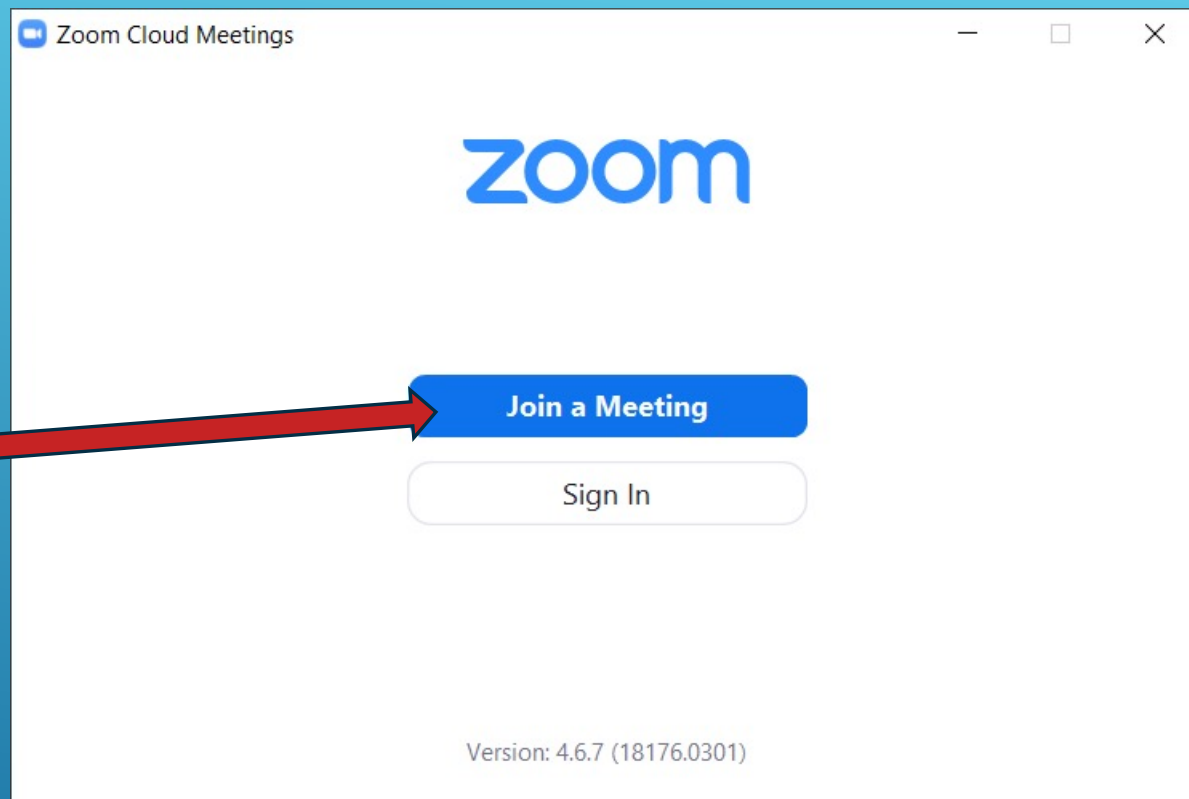 Zoom Cloud Meetings
zoom
Join a Meeting
Sign In
Version: 4.6.7 (18176.0301)